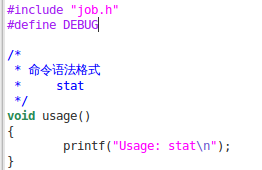 #include "job.h"
#define DEBUG
/*
 * 命令语法格式
 *     stat
 */
void usage()
{
        printf("Usage: stat\n");
}